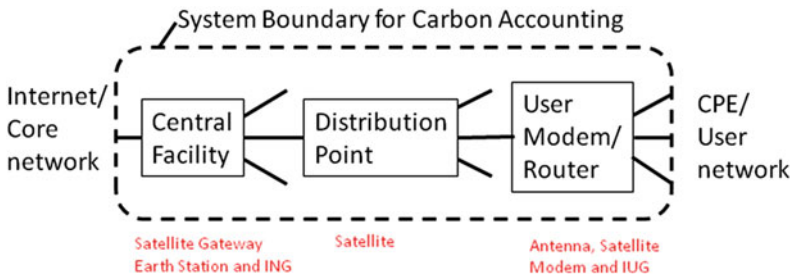 System Boundary for Carbon Accounting
Internet/
Core
network
Central
Facility
Distribution
Point
User
Modem/
Router
CPE/
User
network
Satellite Gateway
Earth Station and ING
Satellite
Antenna, Satellite
Modem and IUG